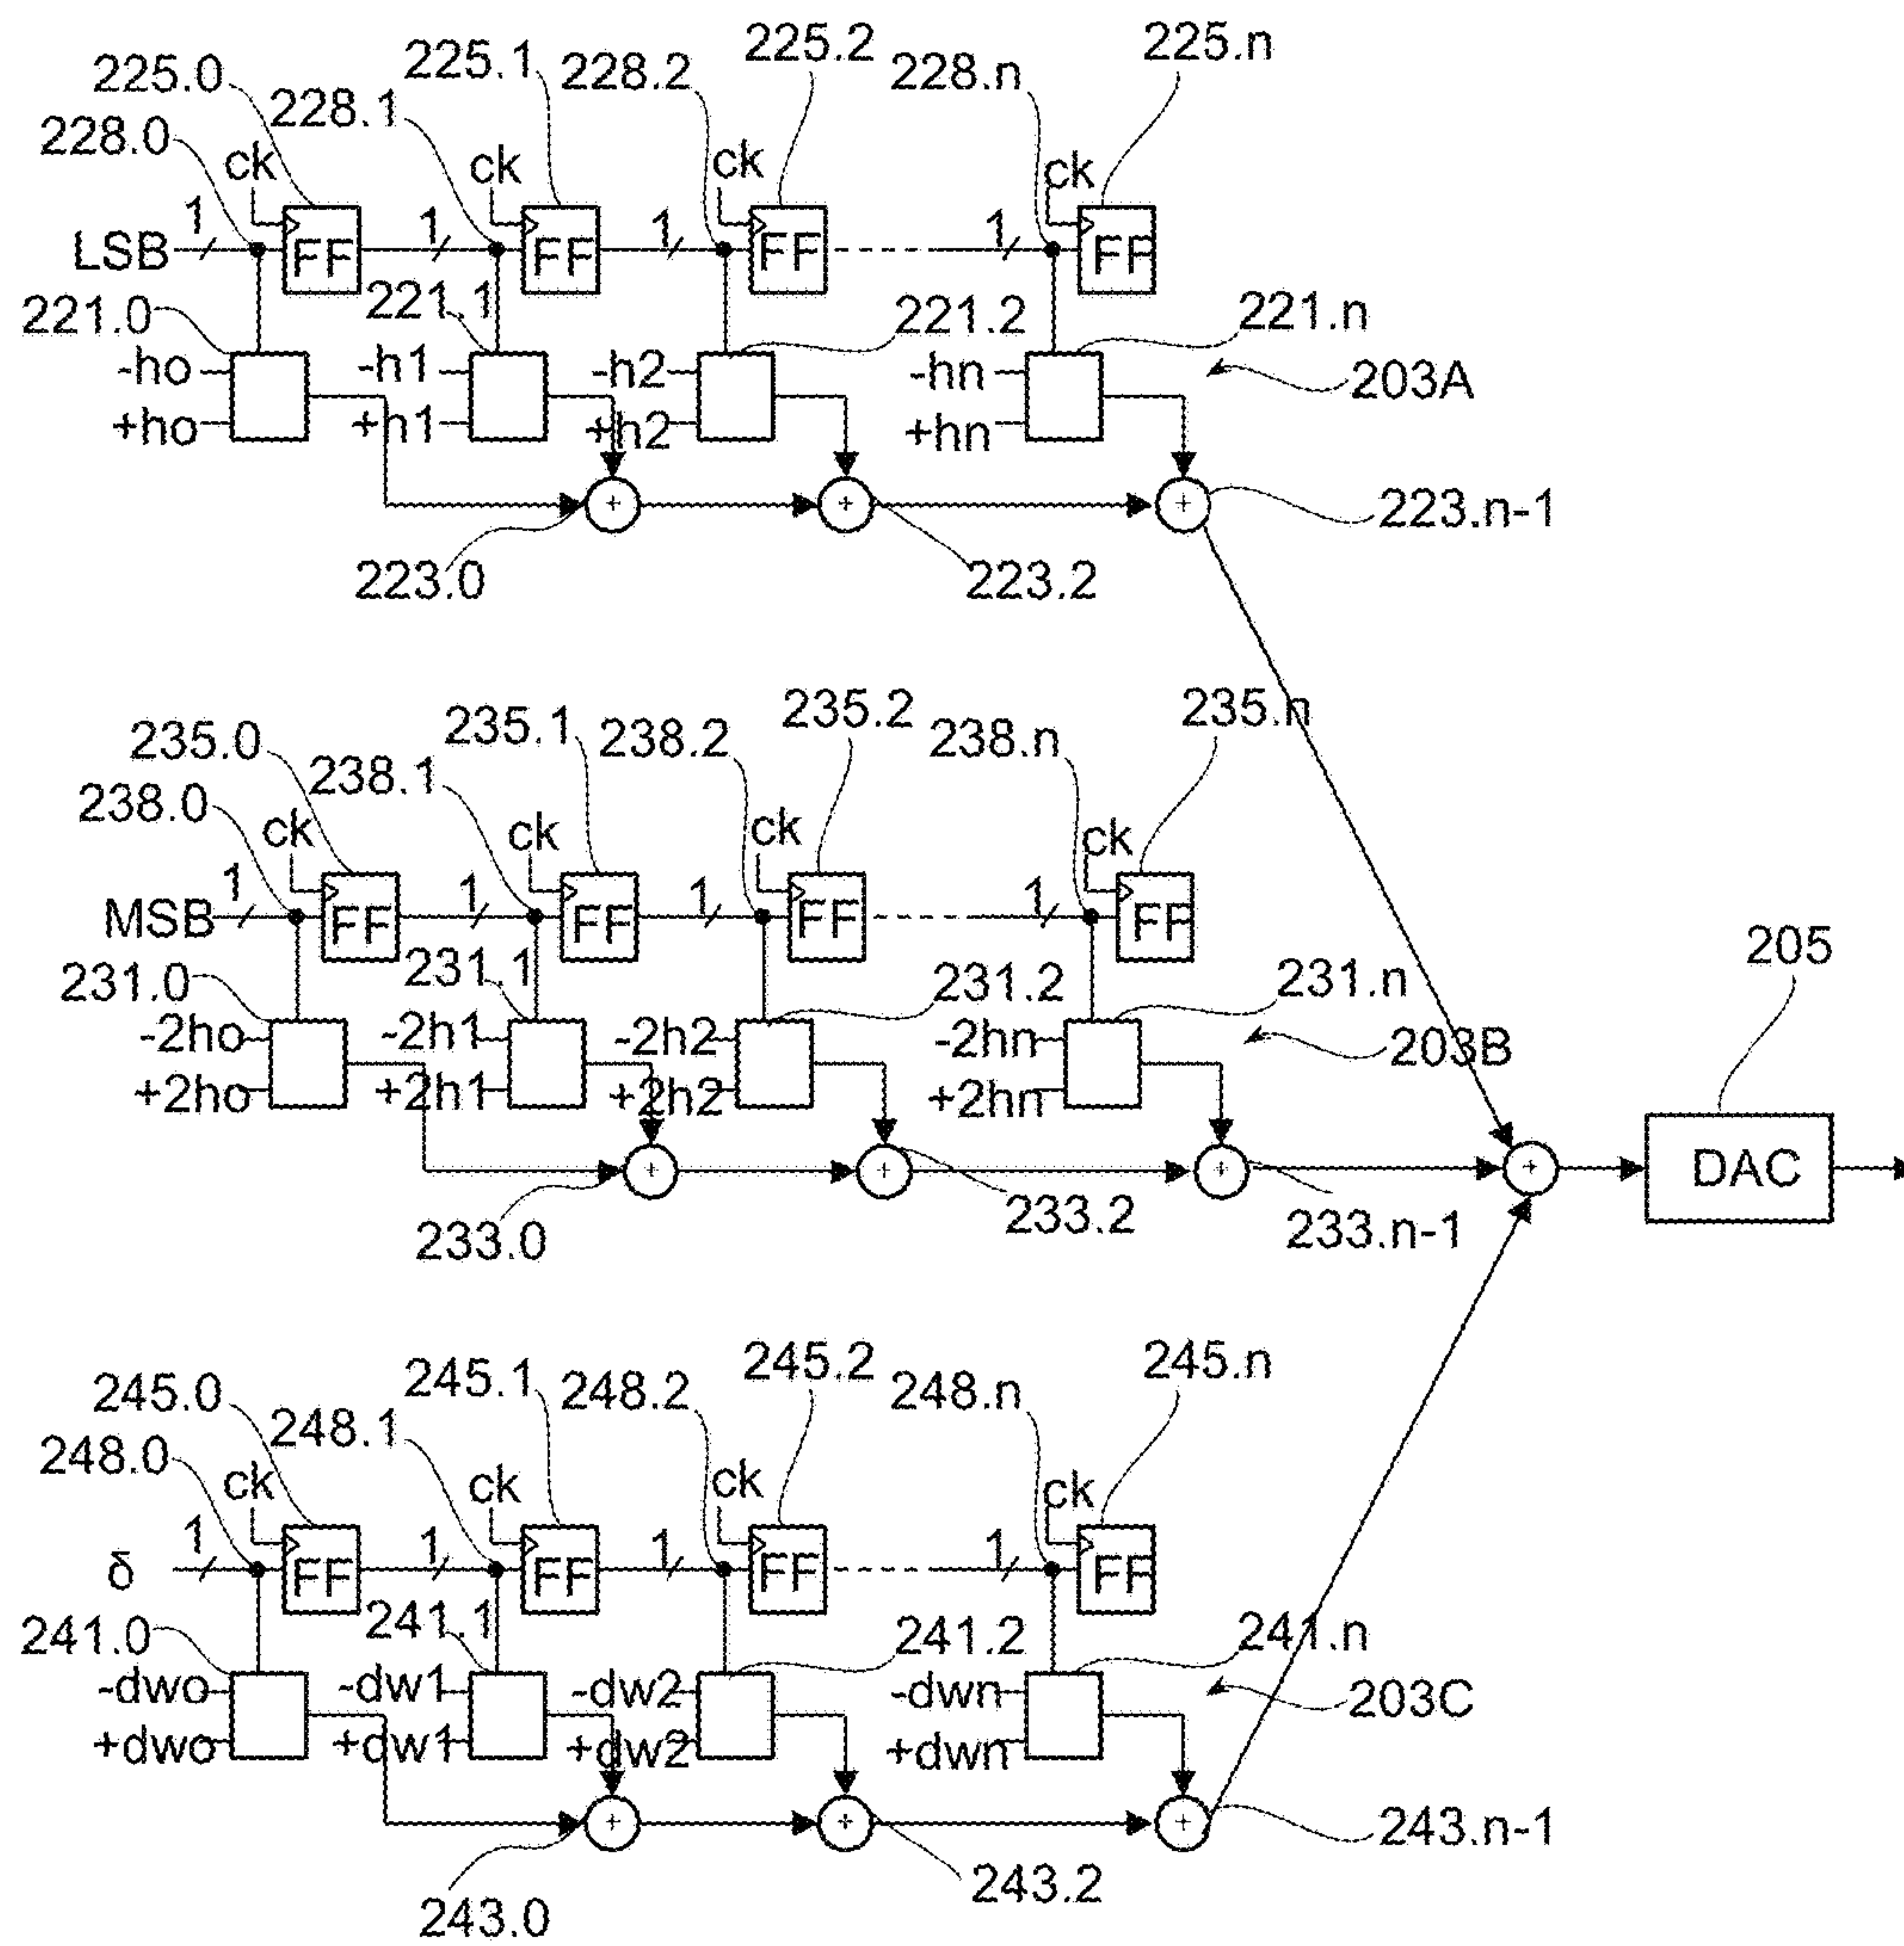 225.0
228.1
225.1
228.2
225.2
228.n
225.n
228.0
ck
ck
ck
ck
LSB
1
FF
1
FF
1
FF
1
FF
221.0
221.1
221.2
221.n
-ho
+ho
-h1
+h1
-h2
+h2
-hn
+hn
203A
+
+
+
223.n-1
223.0
223.2
235.0
238.1
235.1
238.2
235.2
238.n
235.n
238.0
ck
ck
ck
ck
MSB
1
FF
1
FF
1
FF
1
FF
231.0
231.1
231.2
231.n
205
-2ho
+2ho
-2h1
+2h1
-2h2
+2h2
-2hn
+2hn
203B
+
+
+
+
DAC
233.0
233.2
233.n-1
245.0
248.1
245.1
248.2
245.2
248.n
245.n
248.0
ck
ck
ck
ck
δ
1
FF
1
FF
1
FF
1
FF
241.0
241.1
241.2
241.n
-dwo
+dwo
-dw1
+dw1
-dw2
+dw2
-dwn
+dwn
203C
+
+
+
243.n-1
243.0
243.2